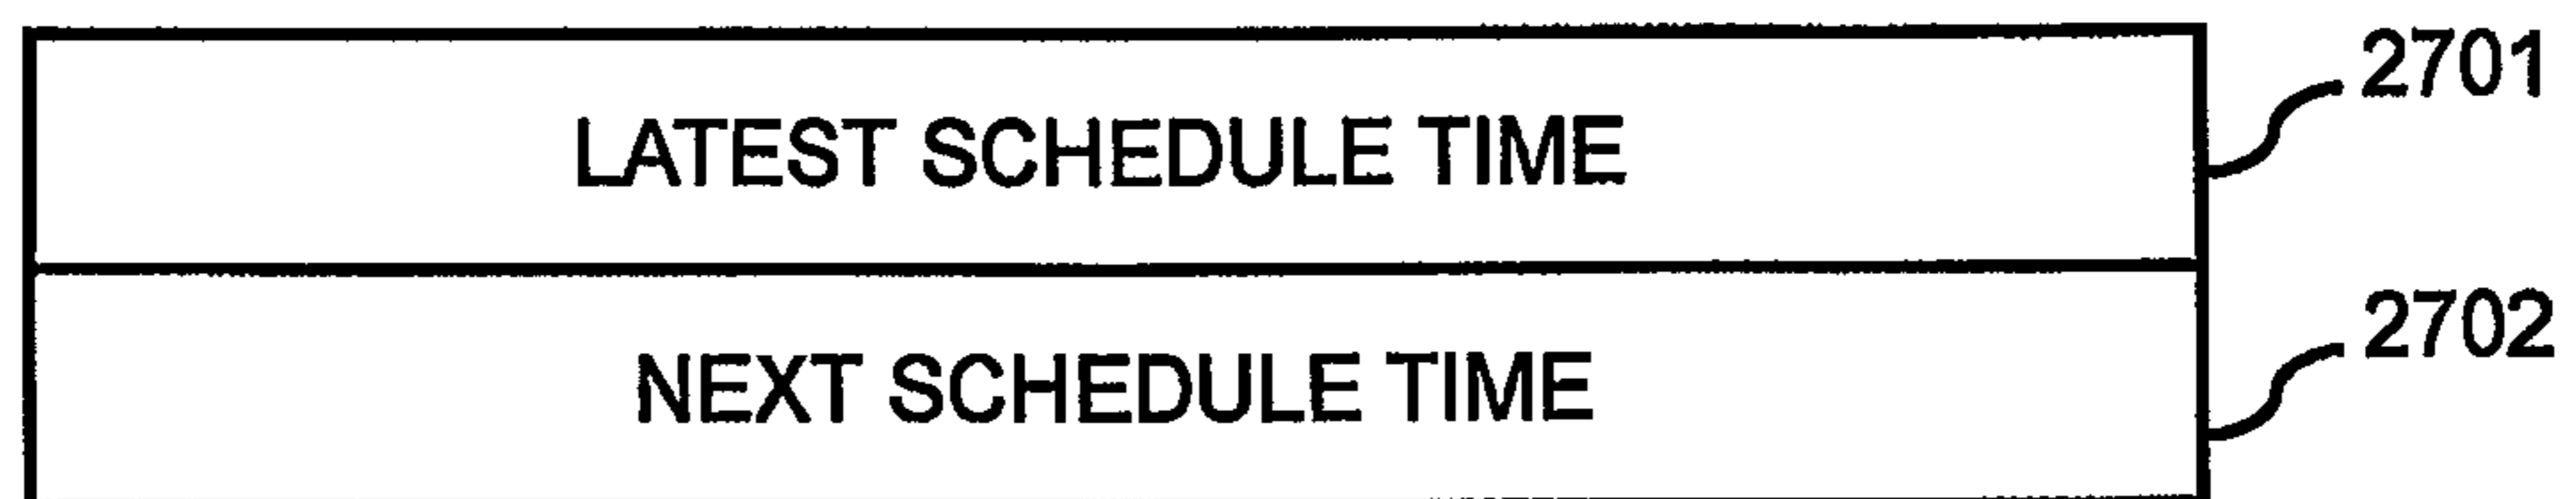 LATEST SCHEDULE TIME
2701
NEXT SCHEDULE TIME
2702